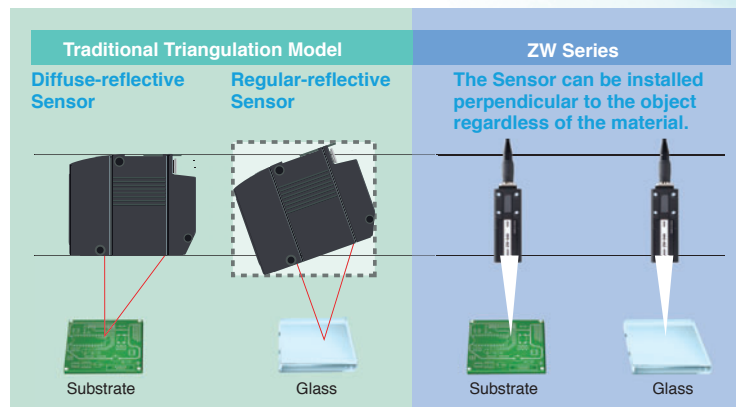 Traditional Triangulation Model
ZW Series
Diffuse-reflective
Sensor
Regular-reflective
Sensor
The Sensor can be installed
perpendicular to the object
regardless of the material.
Substrate
Glass
Substrate
Glass